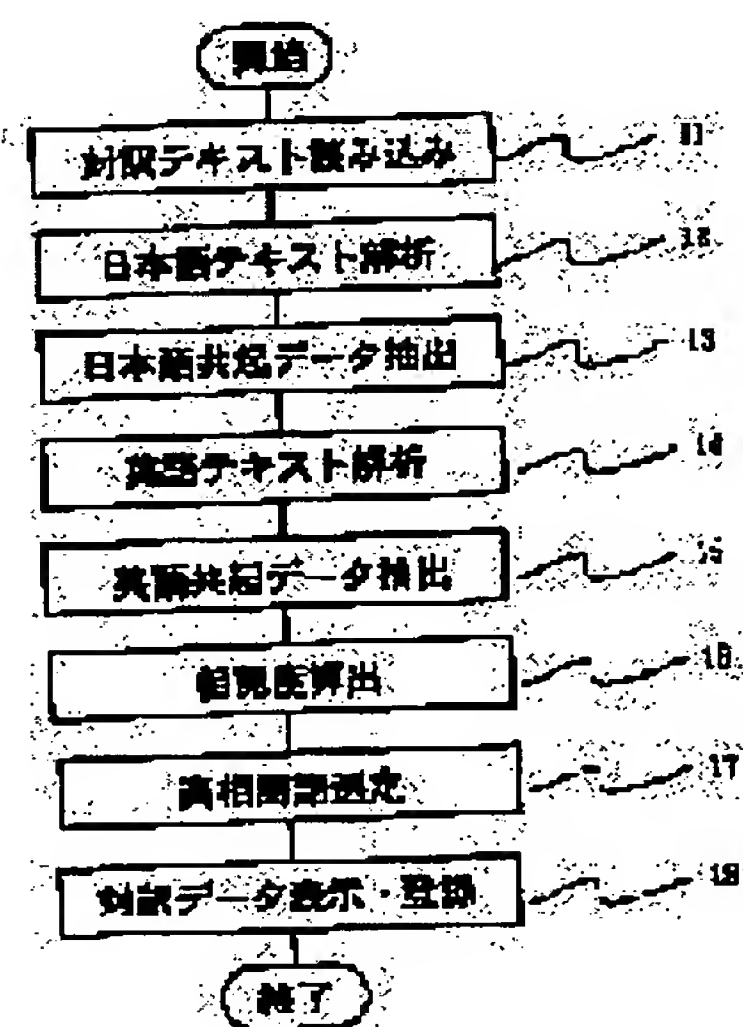 開始
対訳テキスト読み込み
11
日本語テキスト解析
12
日本語共起データ抽出
13
英語テキスト解析
14
英語共起データ抽出
15
相関度算出
16
高相関語選定
17
対訳データ表示・登録
18
終了